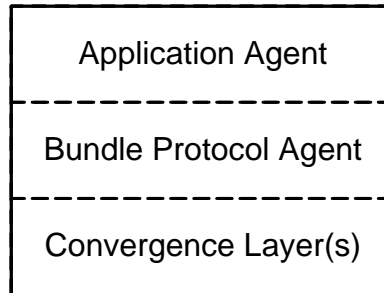 Application Agent
Bundle Protocol Agent
Convergence Layer(s)